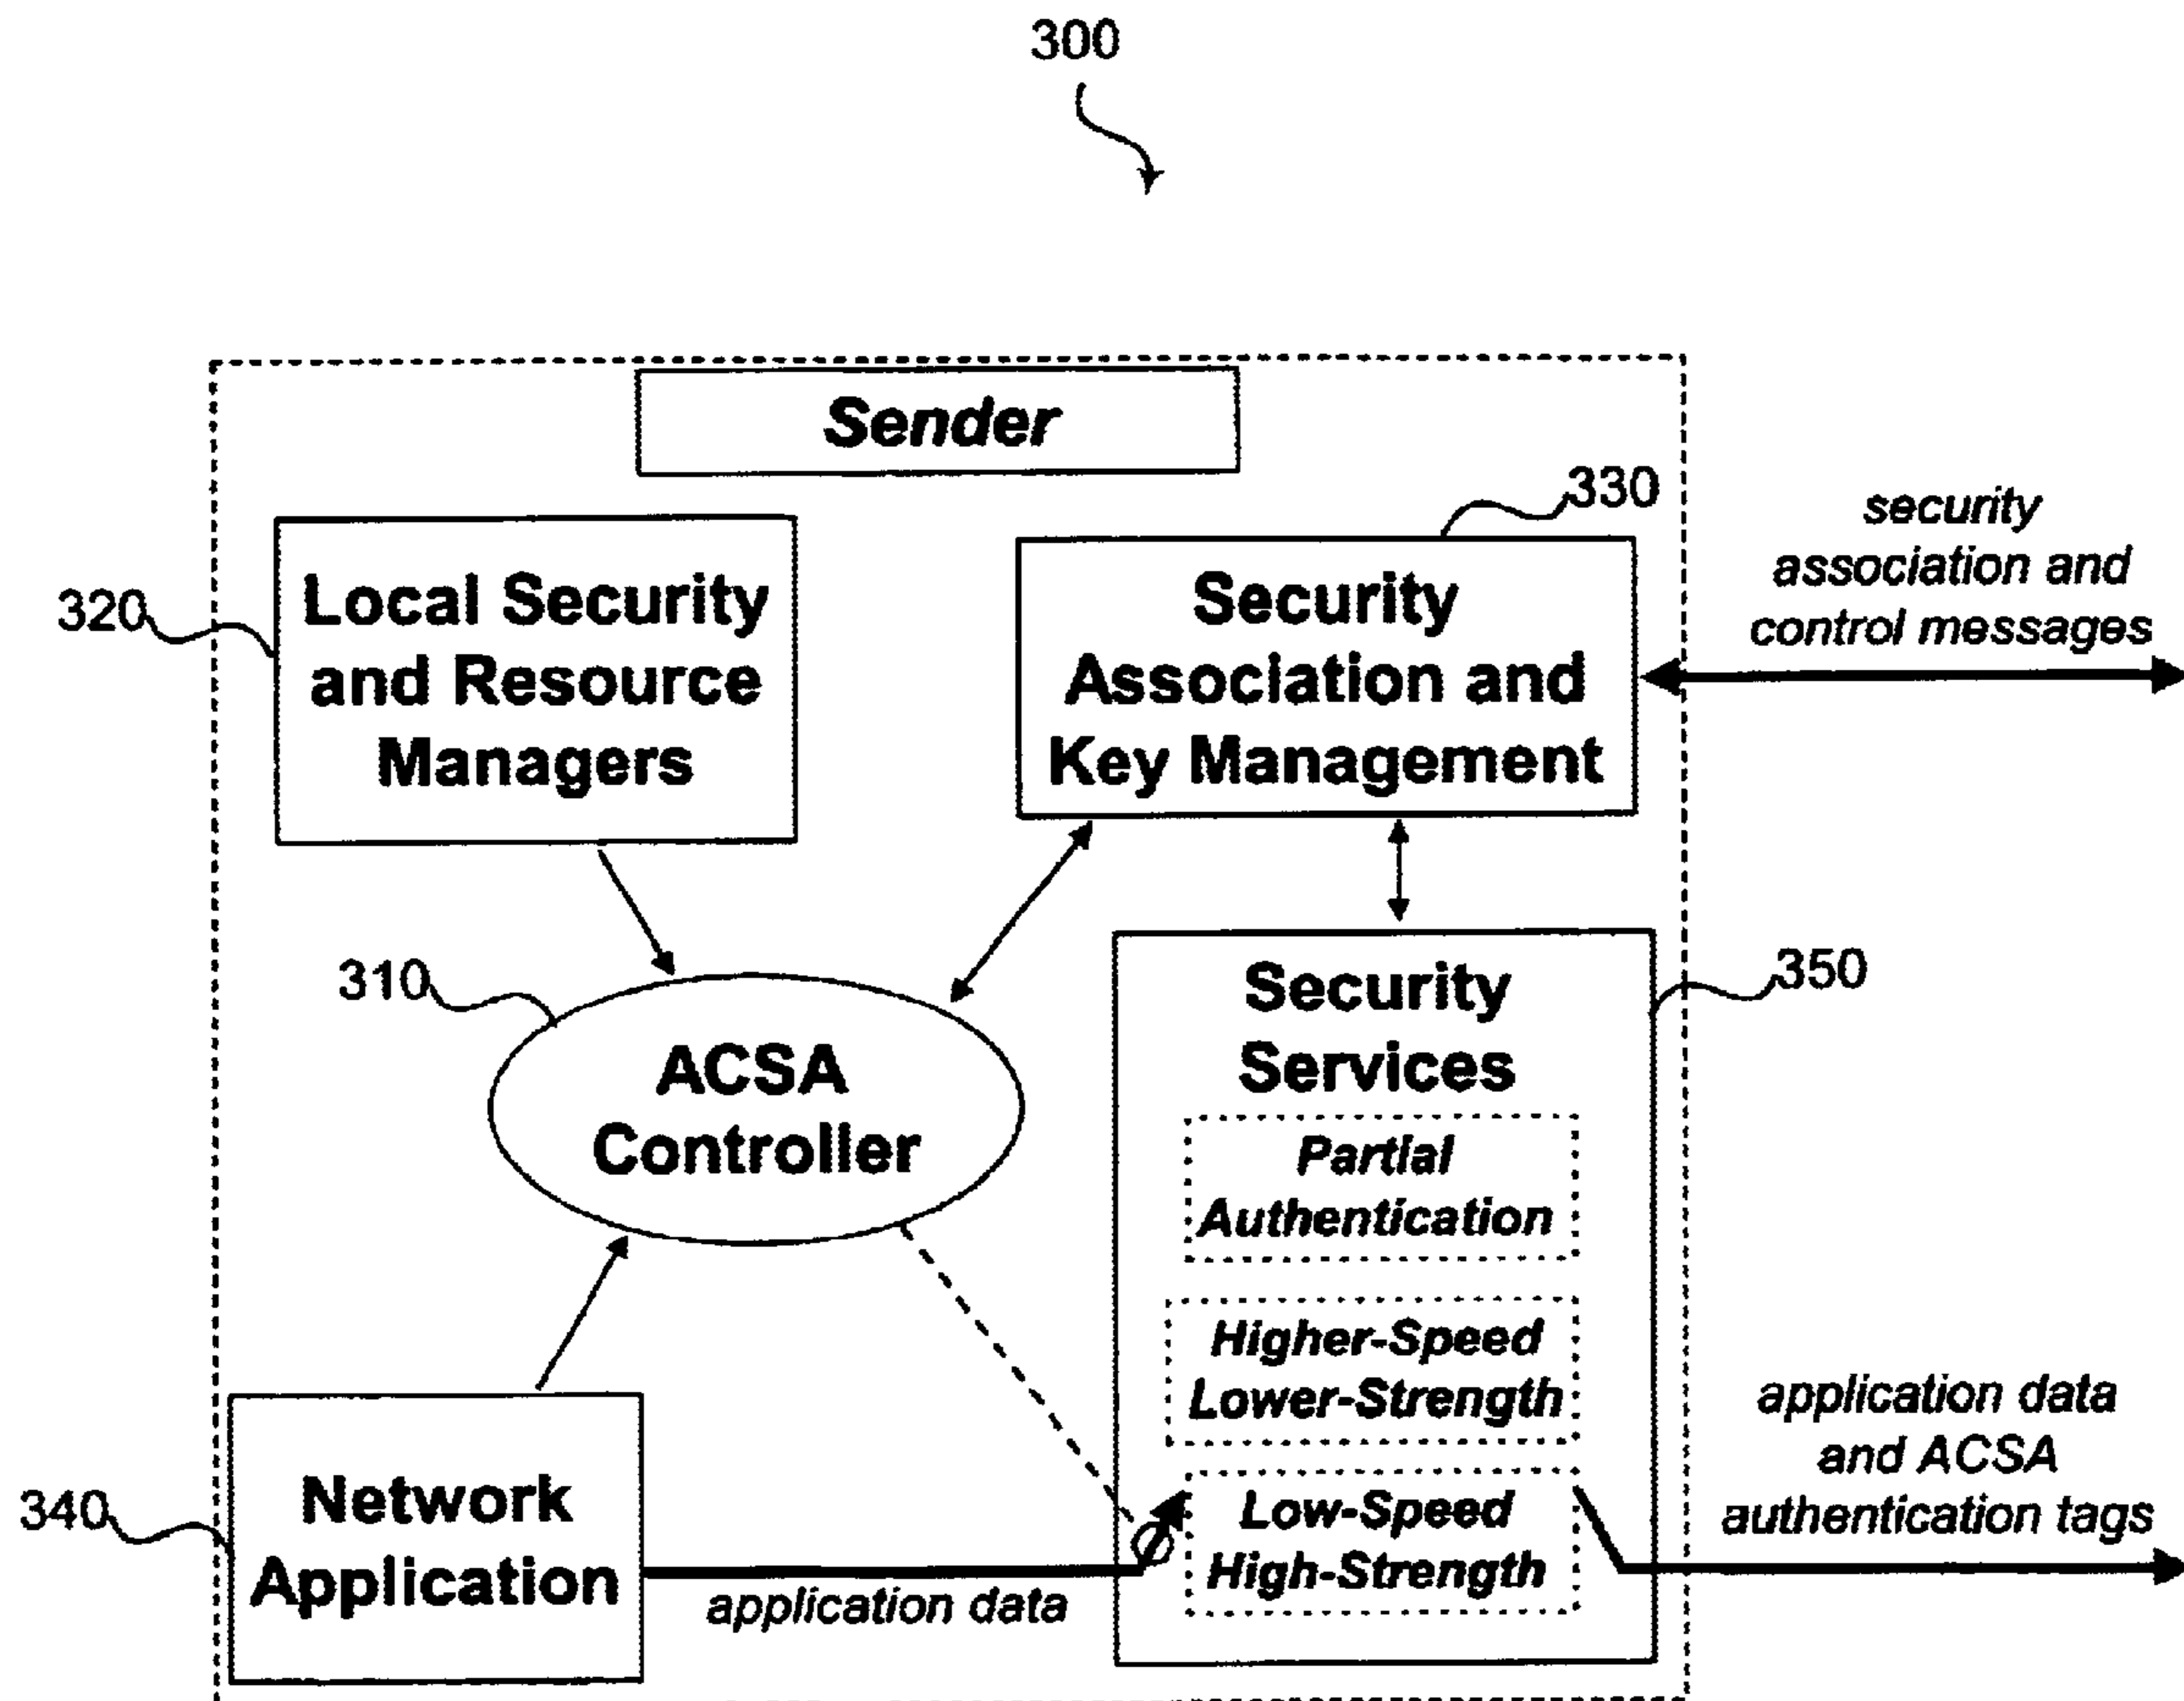 300
Sender
320
Local Security
and Resource
Managers
330
Security
Association and
Key Management
security
association and
control messages
310
ACSA
Controller
350
Security
Services
Partial
Authentication
Higher-Speed
Lower-Strength
Low-Speed
High-Strength
340
Network
Application
application data
application data
and ACSA
authentication tags